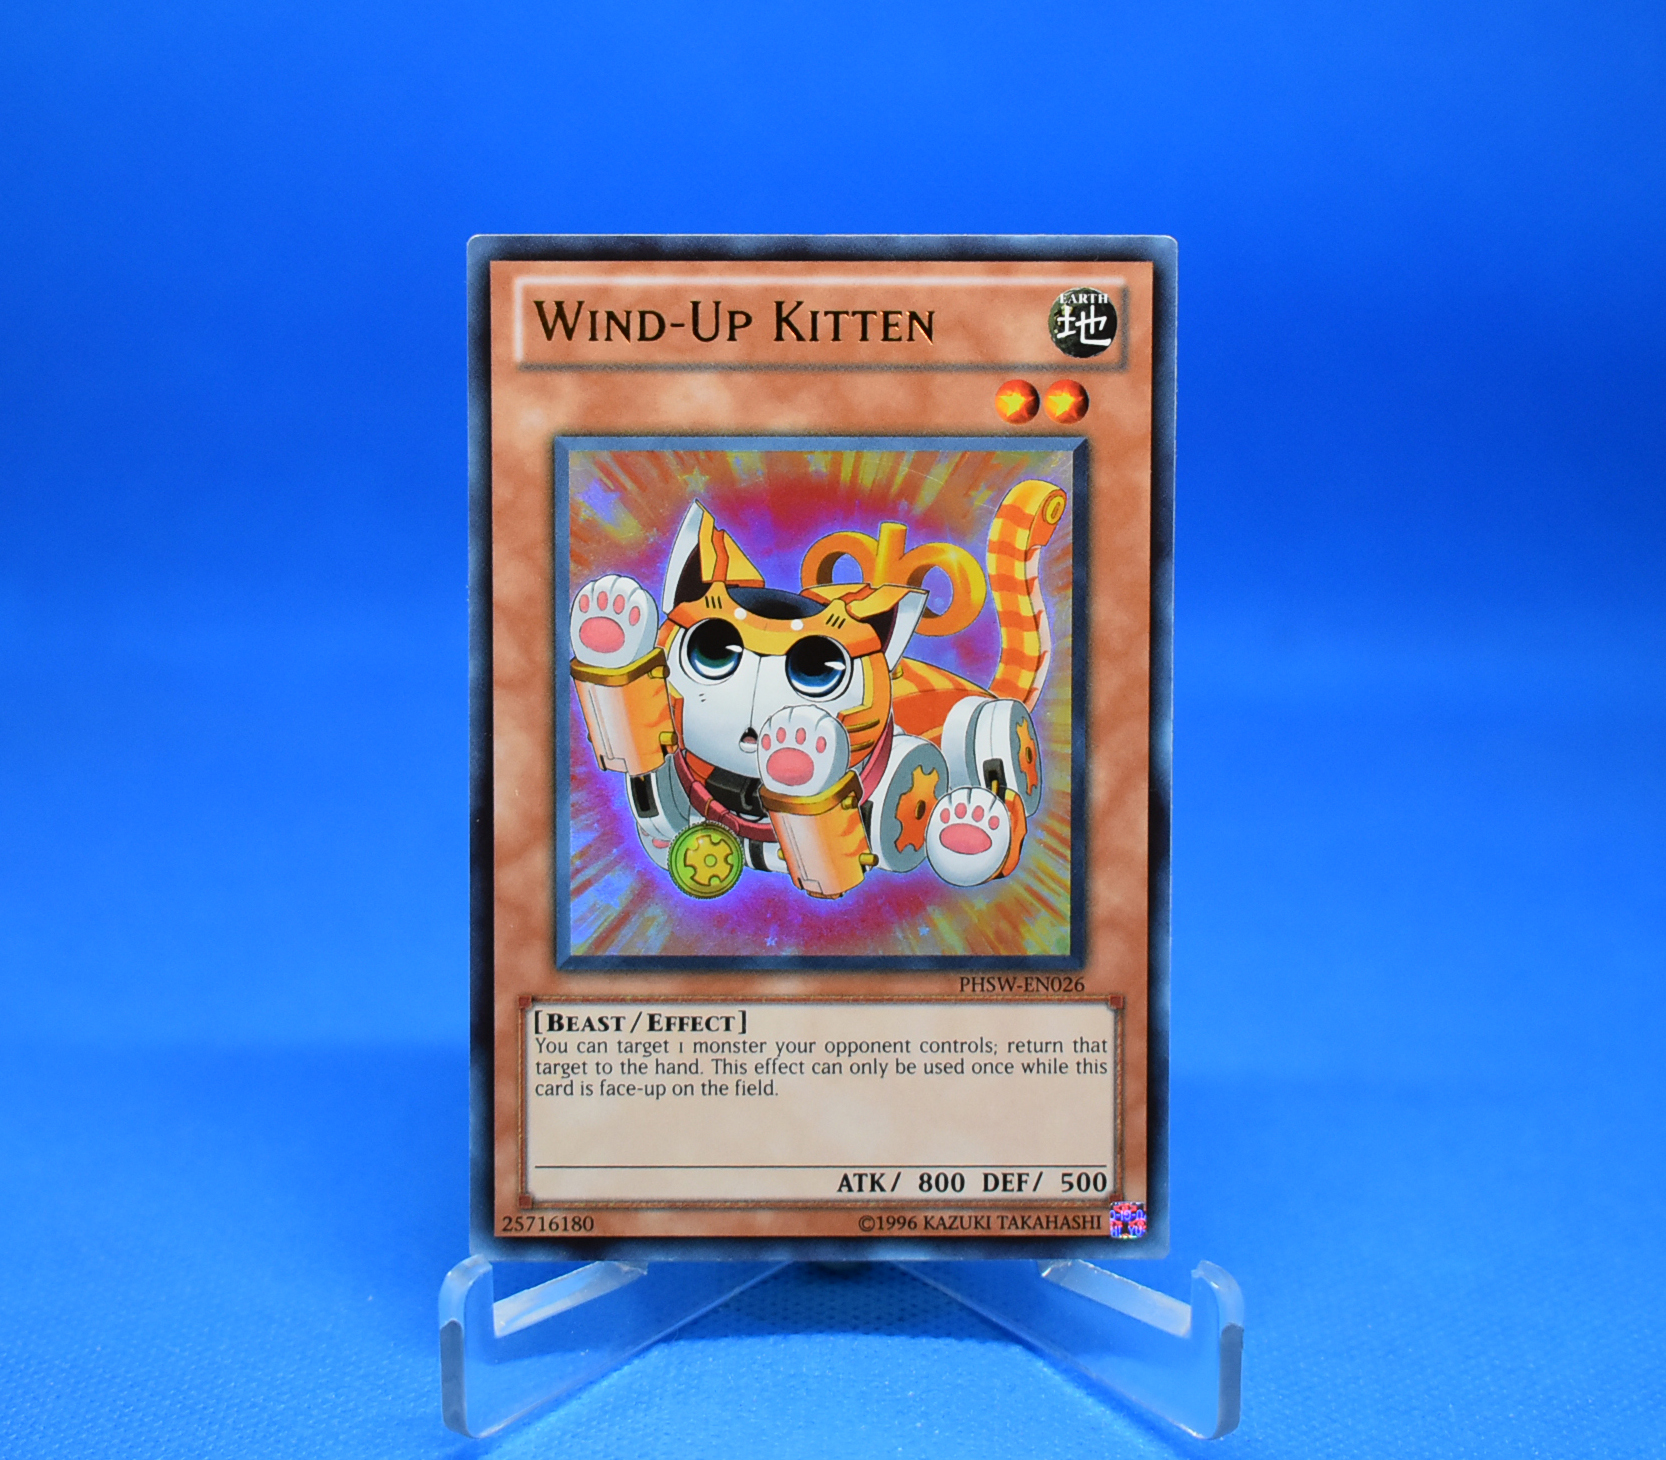 Wind-Up Kitten
EARTH
地
PHSW-EN026
[Beast/Effect]
You can target 1 monster your opponent controls; return that
target to the hand. This effect can only be used once while this
card is face-up on the field.
ATK/ 800 DEF/ 500
25716180
©1996 KAZUKI TAKAHASHI